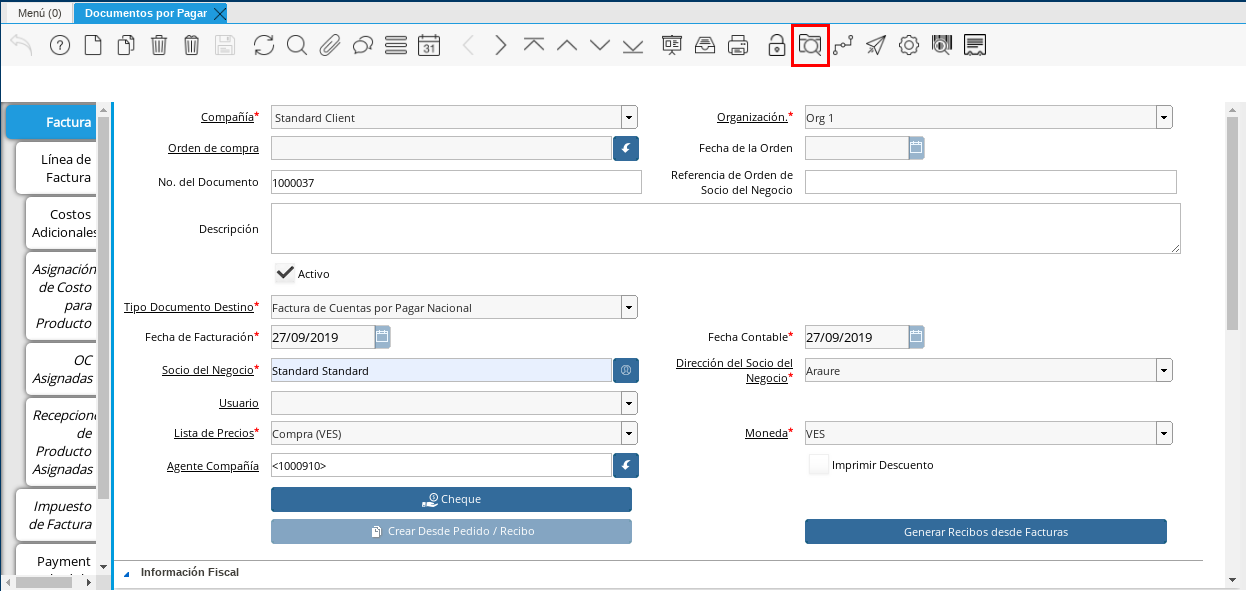 Menú (0)
Documentos por Pagar
31
Factura
Línea de
Factura
Costos
Adicionales
Asignación
de Costo
para
Producto
OC
Asignadas
Recepcione
de
Producto
Asignadas
Impuesto
de Factura
Payment
Compañía*
Standard Client
Organización.*
Org 1
Orden de compra
Fecha de la Orden
No. del Documento
1000037
Referencia de Orden de
Socio del Negocio
Descripción
Activo
Tipo Documento Destino*
Factura de Cuentas por Pagar Nacional
Fecha de Facturación*
27/09/2019
Fecha Contable*
27/09/2019
Socio del Negocio*
Standard Standard
Dirección del Socio del
Negocio*
Araure
Usuario
Lista de Precios*
Compra (VES)
Moneda*
VES
Agente Compañía
<1000910>
Imprimir Descuento
Cheque
Crear Desde Pedido / Recibo
Generar Recibos desde Facturas
Información Fiscal